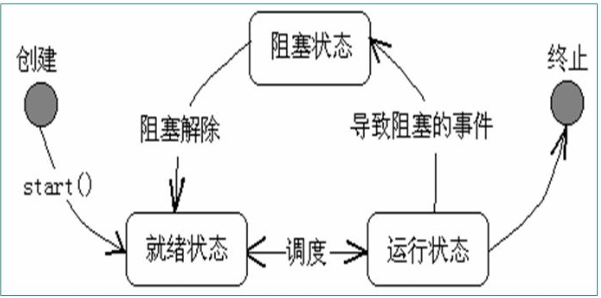 阻塞状态
创建
终止
阻塞解除
导致阻塞的事件
start()
就绪状态
调度
运行状态